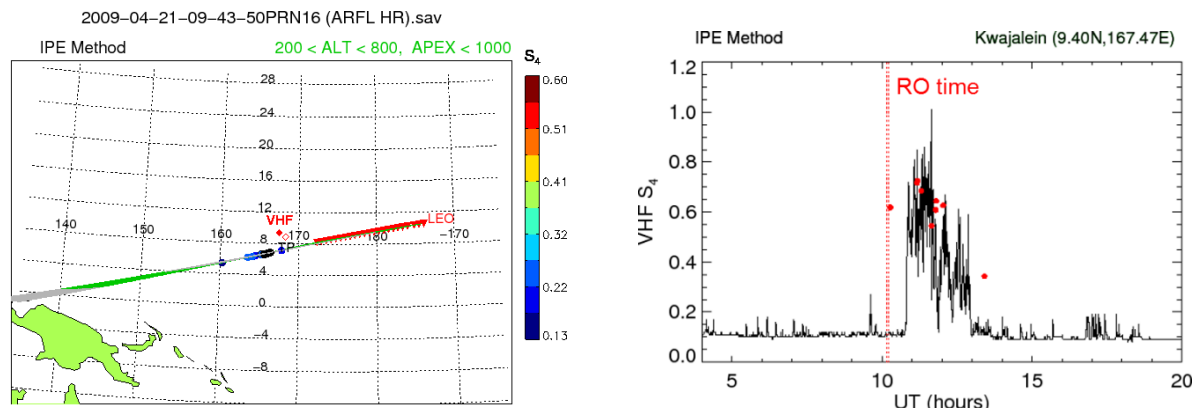 2009-04-21-09-43-50PRN16 (ARFL HR).sav
IPE Method
200 < ALT < 800, APEX < 1000
S4
28
24
20
16
12
8
4
0
-4
-8
140
150
160
170
180
-170
VHF
TP
LEO
0.60
0.51
0.41
0.32
0.22
0.13
IPE Method
Kwajalein (9.40N,167.47E)
RO time
VHF S4
1.2
1.0
0.8
0.6
0.4
0.2
0.0
5
10
15
20
UT (hours)